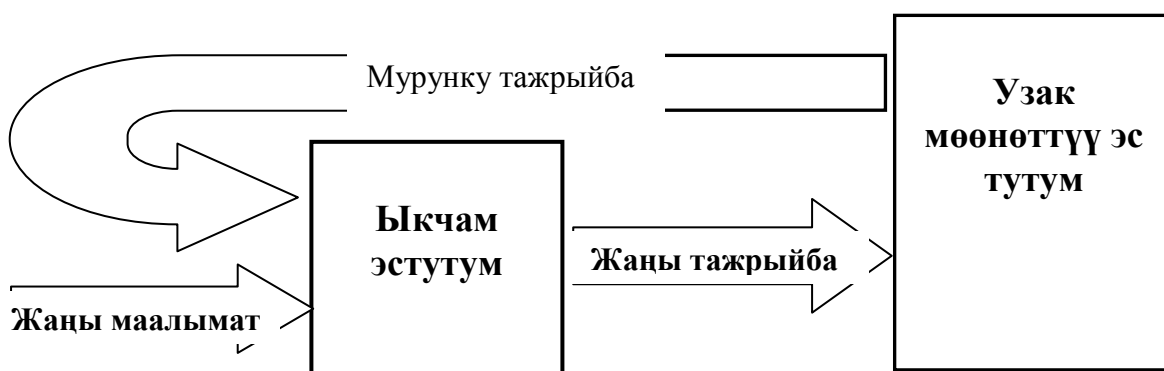 Мурунку тажрыйба
Узак
мөөнөттүү эс
тутум
Ыкчам
эстутум
Жаңы тажрыйба
Жаңы маалымат